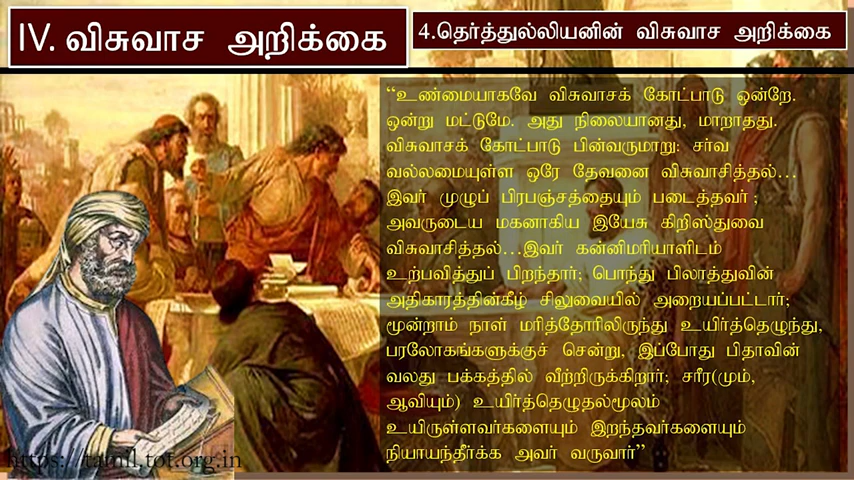 IV. விசுவாச அறிக்கை
4.தெர்த்துல்லியனின் விசுவாச அறிக்கை
“உண்மையாகவே விசுவாசக் கோட்பாடு ஒன்றே.
ஒன்று மட்டுமே. அது நிலையானது, மாறாதது.
விசுவாசக் கோட்பாடு பின்வருமாறு: சர்வ
வல்லமையுள்ள ஒரே தேவனை விசுவாசித்தல்...
இவர் முழுப் பிரபஞ்சத்தையும் படைத்தவர் ;
அவருடைய மகனாகிய இயேசு கிறிஸ்துவை
விசுவாசித்தல்...இவர் கன்னிமரியாளிடம்
உற்பவித்துப் பிறந்தார்; பொந்து பிலாத்துவின்
அதிகாரத்தின்கீழ் சிலுவையில் அறையப்பட்டார்;
மூன்றாம் நாள் மரித்தோரிலிருந்து உயிர்த்தெழுந்து,
பரலோகங்களுக்குச் சென்று, இப்போது பிதாவின்
வலது பக்கத்தில் வீற்றிருக்கிறார்; சரீர(மும்,
ஆவியும்) உயிர்த்தெழுதல்மூலம்
உயிருள்ளவர்களையும் இறந்தவர்களையும்
நியாயந்தீர்க்க அவர் வருவார்”
https: //tamil.tof.org.in